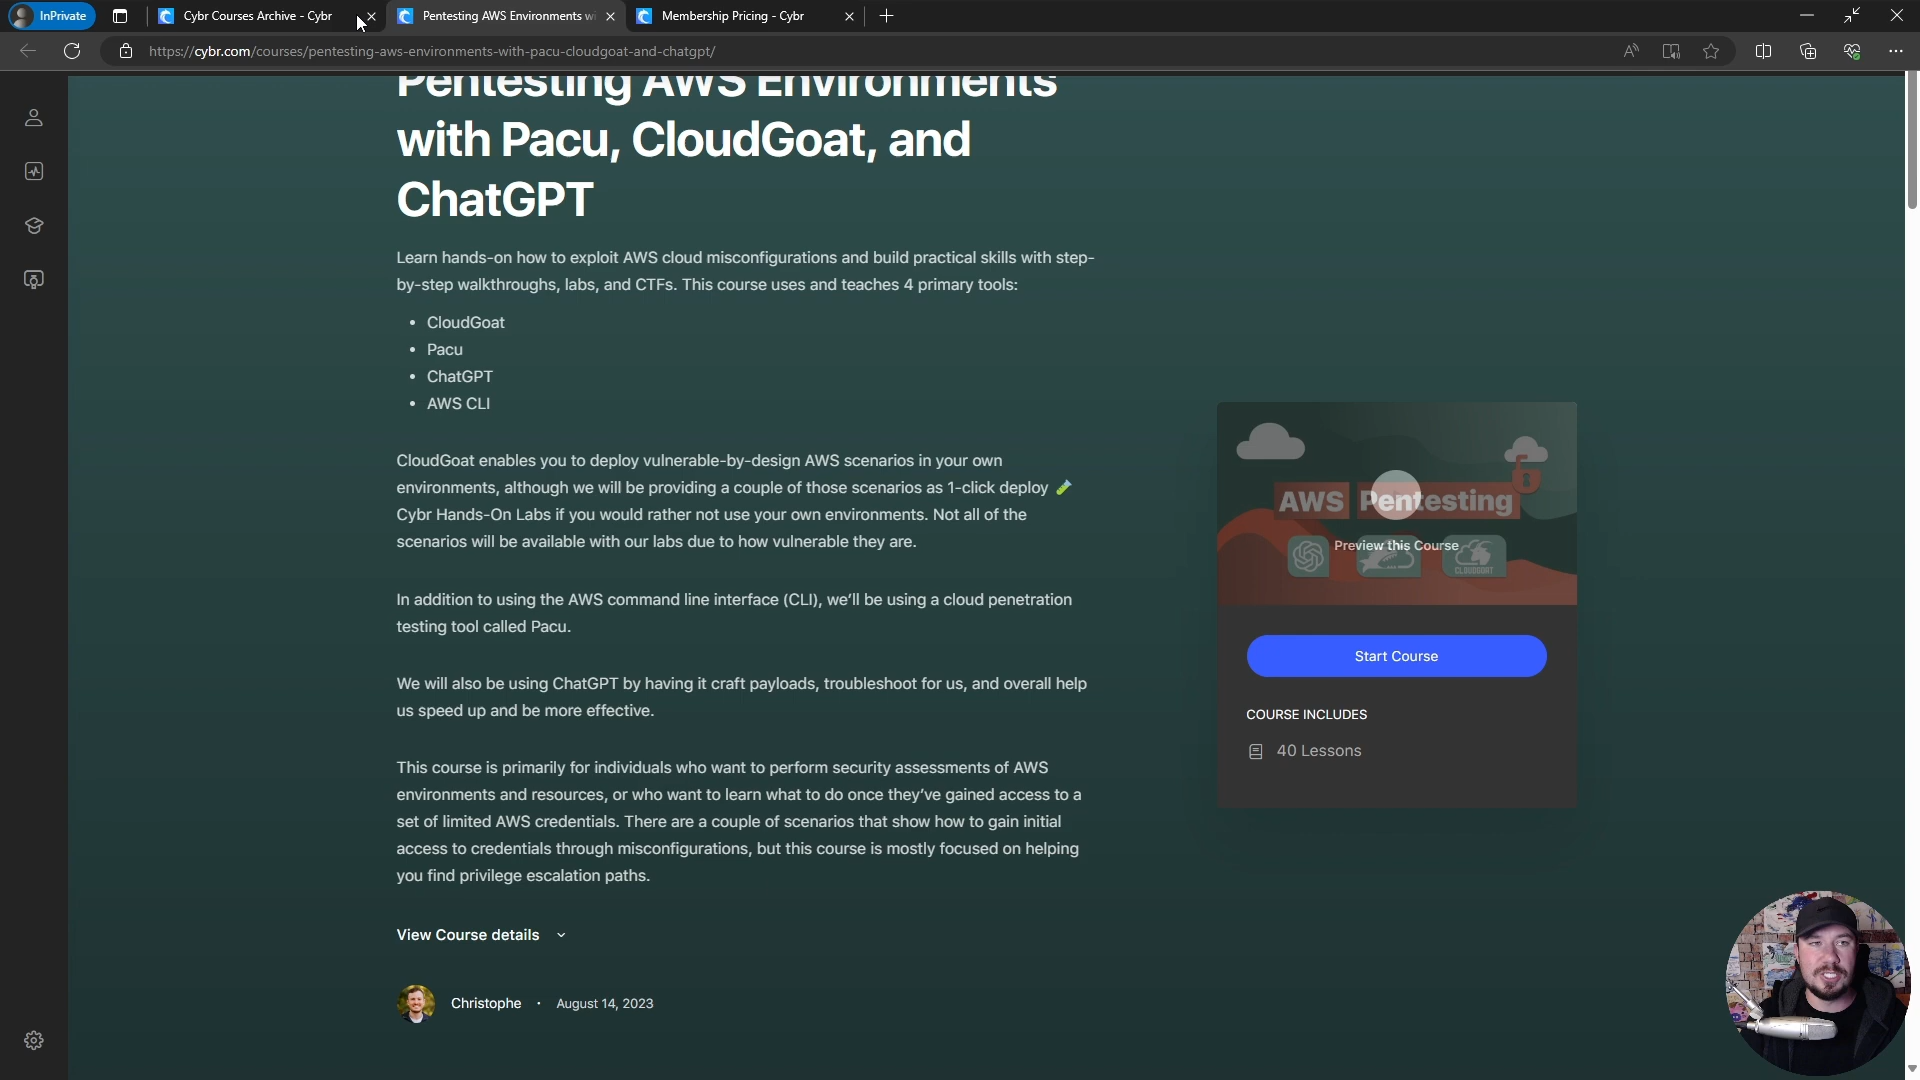 InPrivate
Cybr Courses Archive - Cybr
Pentesting AWS Environments wi
Membership Pricing - Cybr
https://cybr.com/courses/pentesting-aws-environments-with-pacu-cloudgoat-and-chatgpt/
Pentesting AWS Environments
with Pacu, CloudGoat, and
ChatGPT
Learn hands-on how to exploit AWS cloud misconfigurations and build practical skills with step-
by-step walkthroughs, labs, and CTFs. This course uses and teaches 4 primary tools:
• CloudGoat
• Pacu
• ChatGPT
• AWS CLI
CloudGoat enables you to deploy vulnerable-by-design AWS scenarios in your own
environments, although we will be providing a couple of those scenarios as 1-click deploy
Cybr Hands-On Labs if you would rather not use your own environments. Not all of the
scenarios will be available with our labs due to how vulnerable they are.
In addition to using the AWS command line interface (CLI), we'll be using a cloud penetration
testing tool called Pacu.
We will also be using ChatGPT by having it craft payloads, troubleshoot for us, and overall help
us speed up and be more effective.
This course is primarily for individuals who want to perform security assessments of AWS
environments and resources, or who want to learn what to do once they've gained access to a
set of limited AWS credentials. There are a couple of scenarios that show how to gain initial
access to credentials through misconfigurations, but this course is mostly focused on helping
you find privilege escalation paths.
View Course details
Christophe · August 14, 2023
AWS Pentesting
Preview this Course
CLOUDGOAT
Start Course
COURSE INCLUDES
40 Lessons